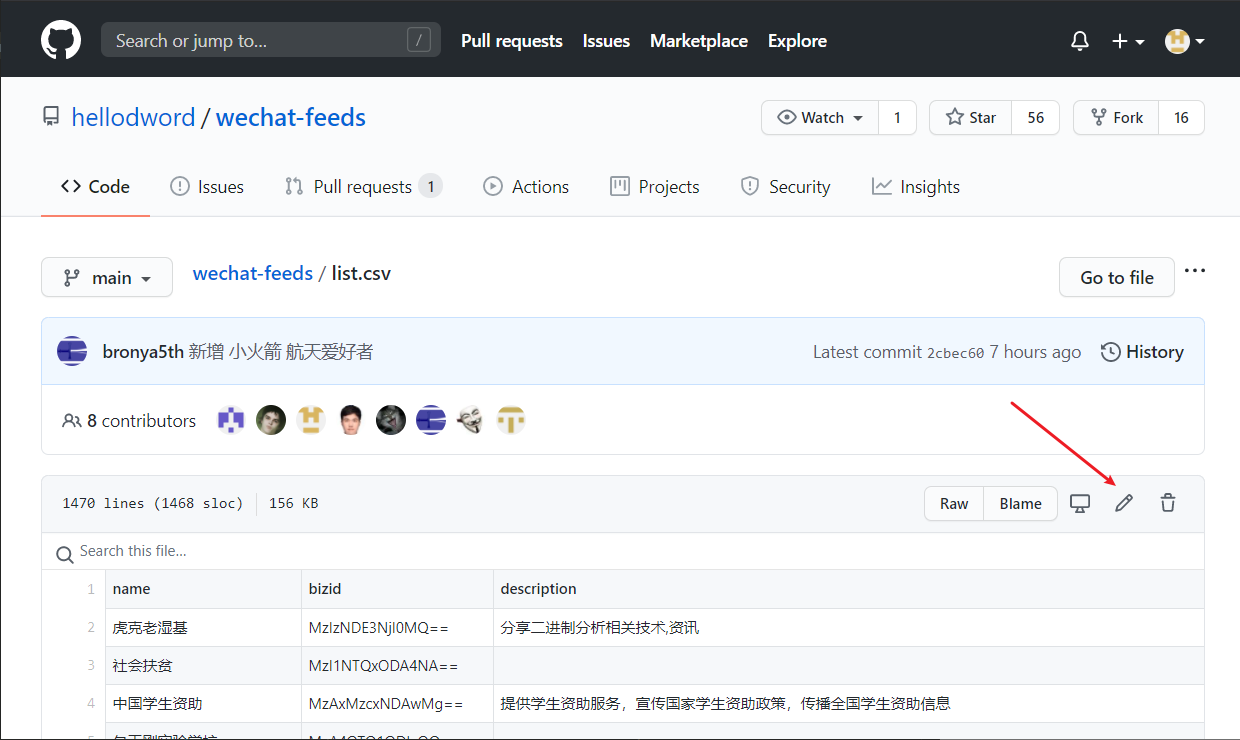 Search or jump to... / Pull requests Issues Marketplace Explore
hellodword / wechat-feeds Watch 1 Star 56 Fork 16
Code Issues Pull requests 1 Actions Projects Security Insights
main wechat-feeds / list.csv Go to file ...
bronya5th 新增 小火箭 航天爱好者 Latest commit 2cbec60 7 hours ago History
8 contributors
1470 lines (1468 sloc) 156 KB Raw Blame
Search this file...
1 name bizid description
2 虎克老湿基 MzIzNDE3NjI0MQ== 分享二进制分析相关技术,资讯
3 社会扶贫 MzI1NTQxODA4NA==
4 中国学生资助 MzAxMzcxNDAwMg== 提供学生资助服务，宣传国家学生资助政策，传播全国学生资助信息